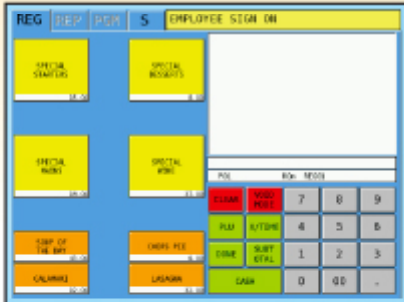 REG REP PGM S EMPLOYEE SIGN ON
SPECIAL
STARTERS
SPECIAL
DESSERTS
SPECIAL
MAINS
SPECIAL
WINE
SOUP OF
THE DAY
CALAMARI
LASAGNA
CLEAR
7 8 9
PLU
X/TIME
4 5 6
DONE
SUBT
OTAL
1 2 3
CASH
0 00 .